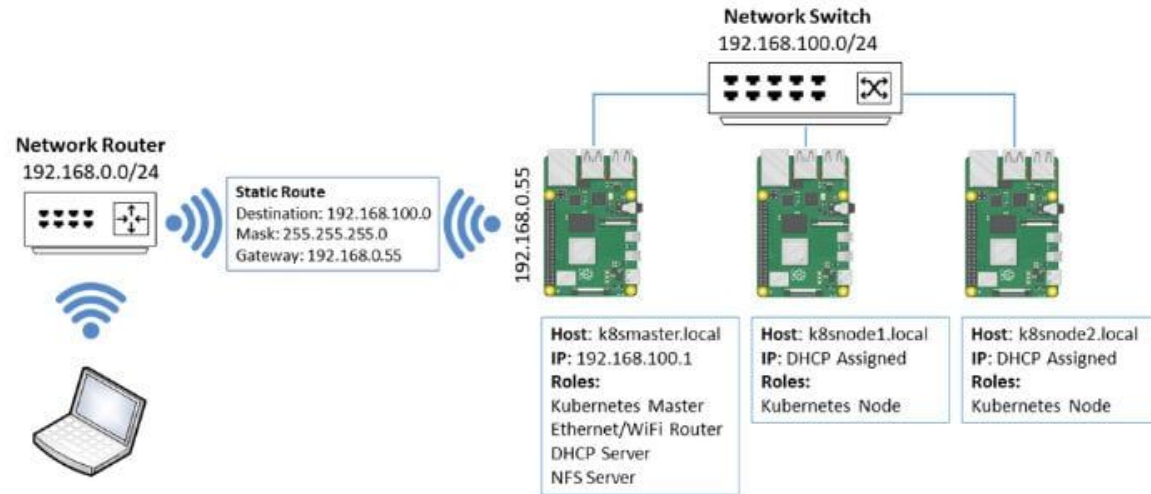 Network Switch
192.168.100.0/24
Network Router
192.168.0.0/24
Static Route
Destination: 192.168.100.0
Mask: 255.255.255.0
Gateway: 192.168.0.55
192.168.0.55
Host: k8smaster.local
IP: 192.168.100.1
Roles:
Kubernetes Master
Ethernet/WiFi Router
DHCP Server
NFS Server
Host: k8snode1.local
IP: DHCP Assigned
Roles:
Kubernetes Node
Host: k8snode2.local
IP: DHCP Assigned
Roles:
Kubernetes Node